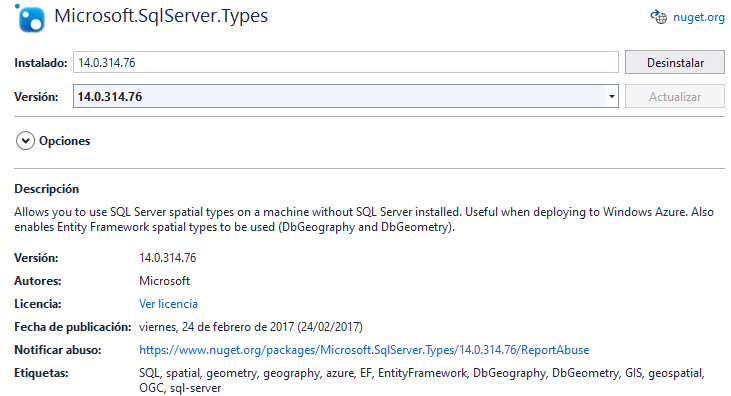 Microsoft.SqlServer.Types
nuget.org
Instalado: 14.0.314.76 Desinstalar
Versión: 14.0.314.76 Actualizar
Opciones
Descripción
Allows you to use SQL Server spatial types on a machine without SQL Server installed. Useful when deploying to Windows Azure. Also
enables Entity Framework spatial types to be used (DbGeography and DbGeometry).
Versión: 14.0.314.76
Autores: Microsoft
Licencia: Ver licencia
Fecha de publicación: viernes, 24 de febrero de 2017 (24/02/2017)
Notificar abuso: https://www.nuget.org/packages/Microsoft.SqlServer.Types/14.0.314.76/ReportAbuse
Etiquetas: SQL, spatial, geometry, geography, azure, EF, EntityFramework, DbGeography, DbGeometry, GIS, geospatial,
OGC, sql-server